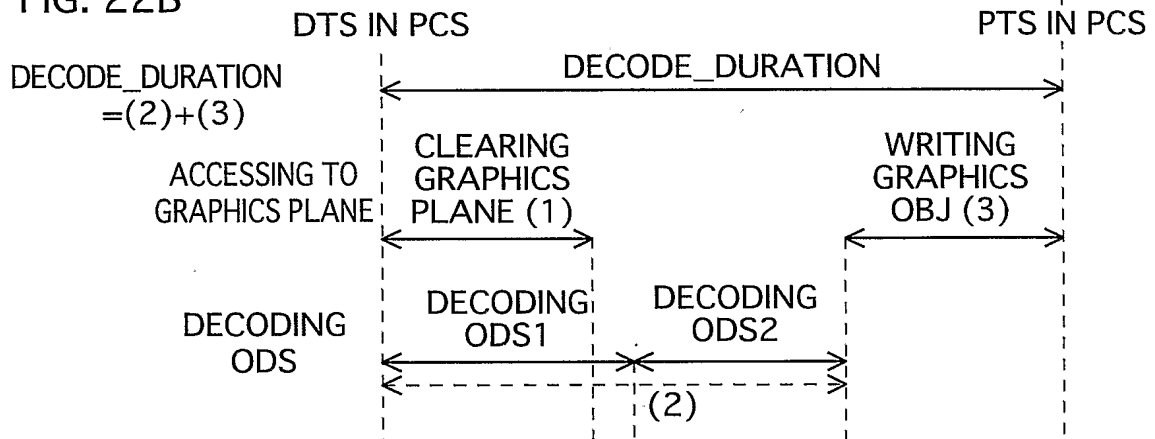 FIG. 22B
DTS IN PCS
PTS IN PCS
DECODE_DURATION
=(2)+(3)
DECODE_DURATION
ACCESSING TO
GRAPHICS PLANE
CLEARING
GRAPHICS
PLANE (1)
WRITING
GRAPHICS
OBJ (3)
DECODING
ODS
DECODING
ODS1
DECODING
ODS2
(2)